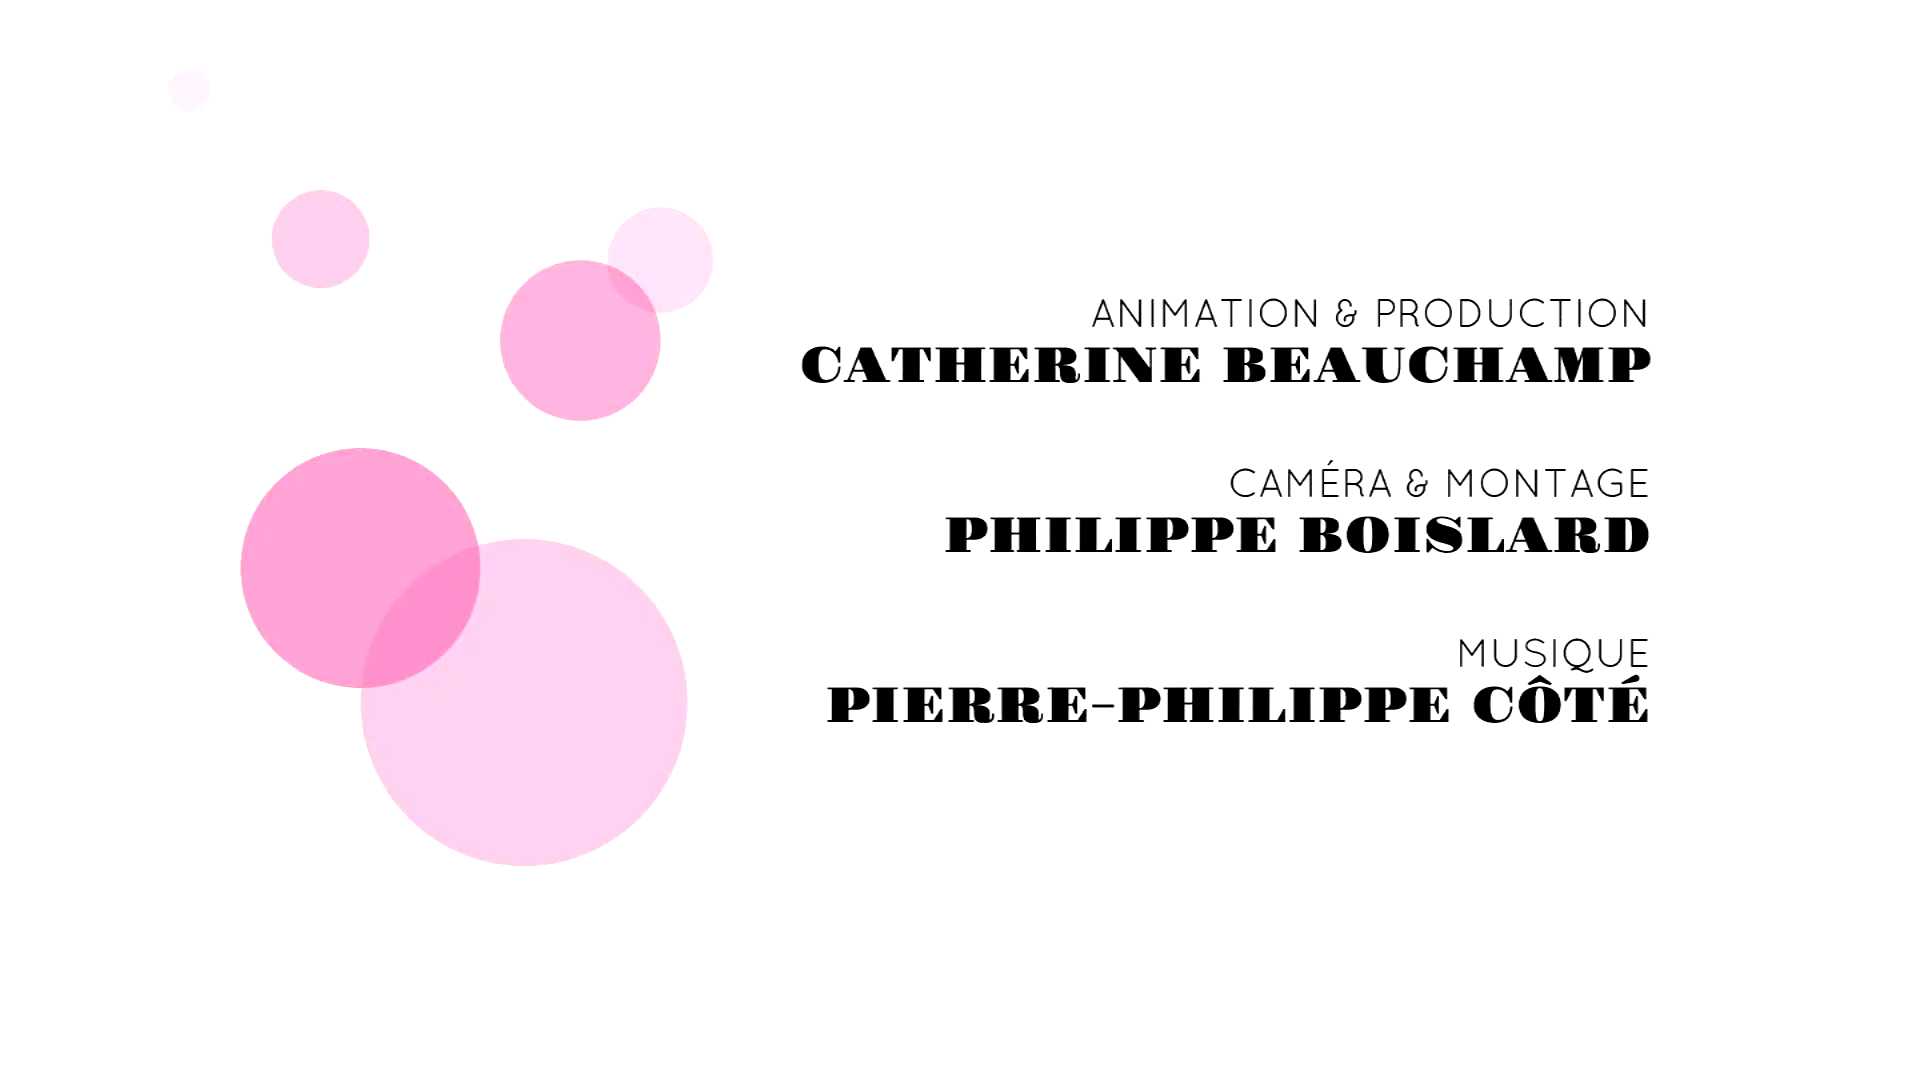 ANIMATION & PRODUCTION
CATHERINE BEAUCHAMP
CAMÉRA & MONTAGE
PHILIPPE BOISLARD
MUSIQUE
PIERRE-PHILIPPE CÔTÉ